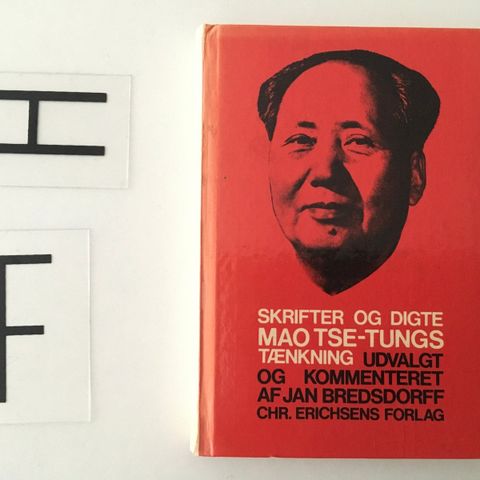 SKRIFTER OG DIGTE
MAO TSE-TUNGS
TÆNKNING UDVALGT
OG KOMMENTERET
AF JAN BREDSDORFF
CHR. ERICHSENS FORLAG